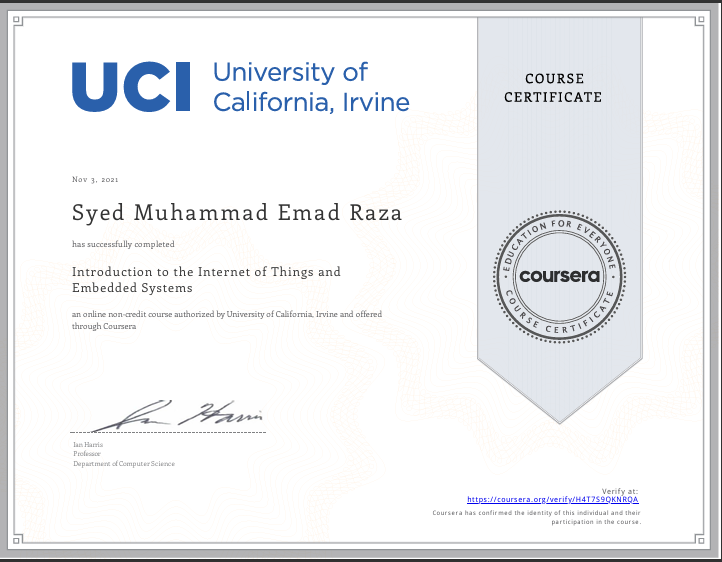 UCI University of
California, Irvine
COURSE
CERTIFICATE
Nov 3, 2021
Syed Muhammad Emad Raza
has successfully completed
Introduction to the Internet of Things and
Embedded Systems
an online non-credit course authorized by University of California, Irvine and offered
through Coursera
EDUCATION FOR EVERYONE
coursera
COURSE CERTIFICATE
Ian Harris
Ian Harris
Professor
Department of Computer Science
Verify at:
https://coursera.org/verify/H4T7S9QKNRQA
Coursera has confirmed the identity of this individual and their
participation in the course.